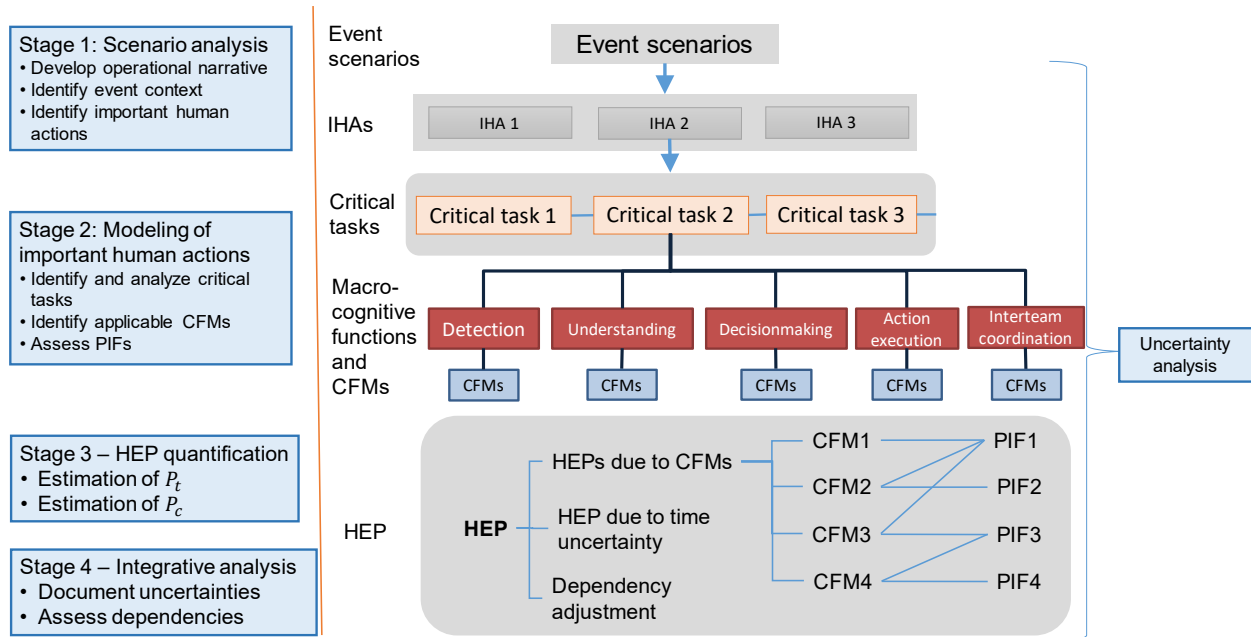 Stage 1: Scenario analysis
• Develop operational narrative
• Identify event context
• Identify important human
actions
Stage 2: Modeling of
important human actions
• Identify and analyze critical
tasks
• Identify applicable CFMs
• Assess PIFs
Stage 3 – HEP quantification
• Estimation of Pt
• Estimation of Pc
Stage 4 – Integrative analysis
• Document uncertainties
• Assess dependencies
Event
scenarios
Event scenarios
IHAs
IHA 1
IHA 2
IHA 3
Critical
tasks
Critical task 1
Critical task 2
Critical task 3
Macro-
cognitive
functions
and
CFMs
Detection
Understanding
Decisionmaking
Action
execution
Interteam
coordination
CFMs
CFMs
CFMs
CFMs
CFMs
HEP
HEP
HEPs due to CFMs
HEP due to time
uncertainty
Dependency
adjustment
CFM1
CFM2
CFM3
CFM4
PIF1
PIF2
PIF3
PIF4
Uncertainty
analysis